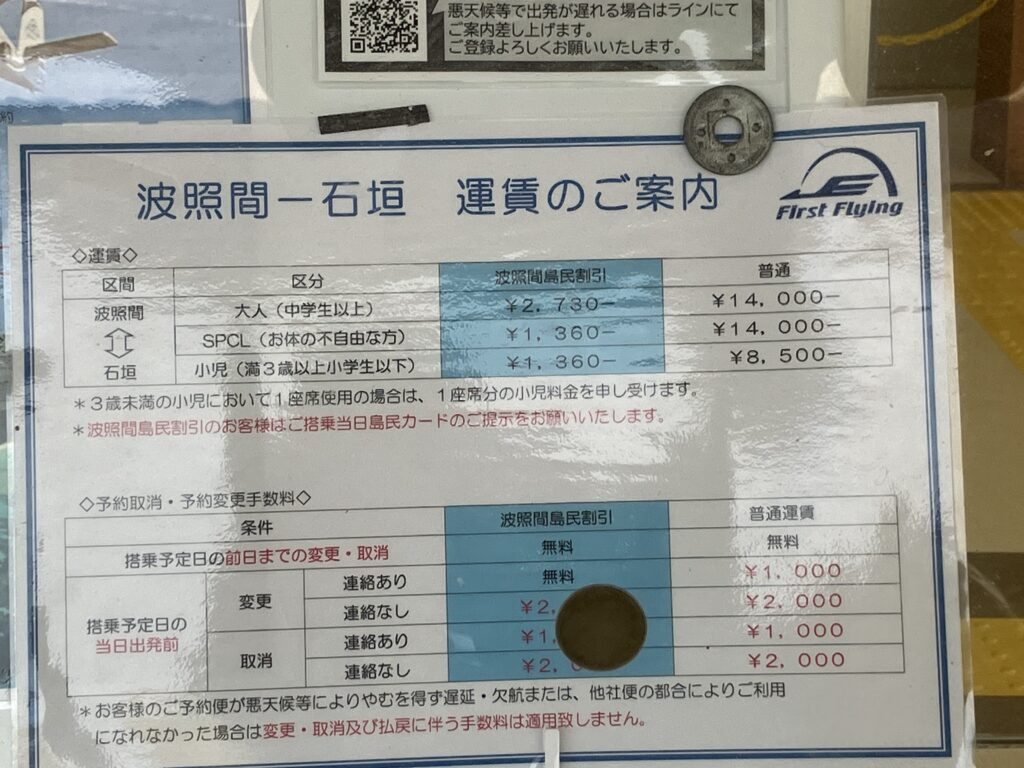 悪天候等で出発が遅れる場合はラインにて
ご案内差し上げます。
ご登録よろしくお願いいたします。
波照間－石垣　運賃のご案内
First Flying
◇運賃◇
区間 区分 波照間島民割引 普通
波照間 大人（中学生以上） ￥2，730－ ￥14，000－
⇕ SPCL（お体の不自由な方） ￥1，360－ ￥14，000－
石垣 小児（満３歳以上小学生以下） ￥1，360－ ￥8，500－
＊３歳未満の小児において１座席使用の場合は、１座席分の小児料金を申し受けます。
＊波照間島民割引のお客様はご搭乗当日島民カードのご提示をお願いいたします。
◇予約取消・予約変更手数料◇
条件 波照間島民割引 普通運賃
搭乗予定日の前日までの変更・取消 無料 無料
搭乗予定日の
当日出発前
変更 連絡あり 無料 ￥1，000
連絡なし ￥2， ￥2，000
取消 連絡あり ￥1， ￥1，000
連絡なし ￥2， ￥2，000
＊お客様のご予約便が悪天候等によりやむを得ず遅延・欠航または、他社便の都合によりご利用
になれなかった場合は変更・取消及び払戻に伴う手数料は適用致しません。